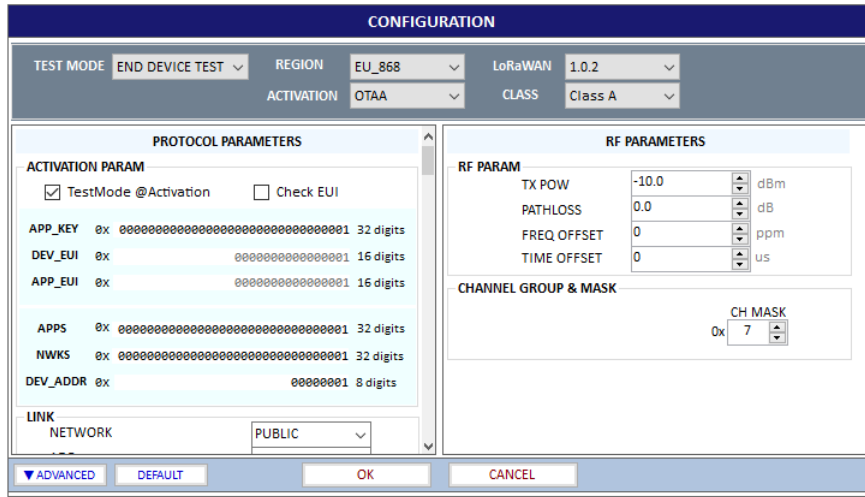 CONFIGURATION
TEST MODE END DEVICE TEST REGION EU_868 LoRaWAN 1.0.2
ACTIVATION OTAA CLASS Class A
PROTOCOL PARAMETERS
ACTIVATION PARAM
TestMode @Activation Check EUI
APP_KEY 0x 00000000000000000000000000000001 32 digits
DEV_EUI 0x 0000000000000001 16 digits
APP_EUI 0x 0000000000000001 16 digits
APPS 0x 00000000000000000000000000000001 32 digits
NWKS 0x 00000000000000000000000000000001 32 digits
DEV_ADDR 0x 00000001 8 digits
LINK
NETWORK PUBLIC
RF PARAMETERS
RF PARAM
TX POW -10.0 dBm
PATHLOSS 0.0 dB
FREQ OFFSET 0 ppm
TIME OFFSET 0 us
CHANNEL GROUP & MASK
CH MASK
0x 7
▼ ADVANCED DEFAULT OK CANCEL